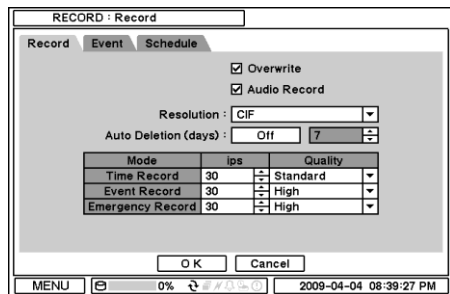 RECORD : Record
Record Event Schedule
Overwrite
Audio Record
Resolution : CIF
Auto Deletion (days) : Off 7
Mode ips Quality
Time Record 30 Standard
Event Record 30 High
Emergency Record 30 High
OK Cancel
MENU 0% 2009-04-04 08:39:27 PM